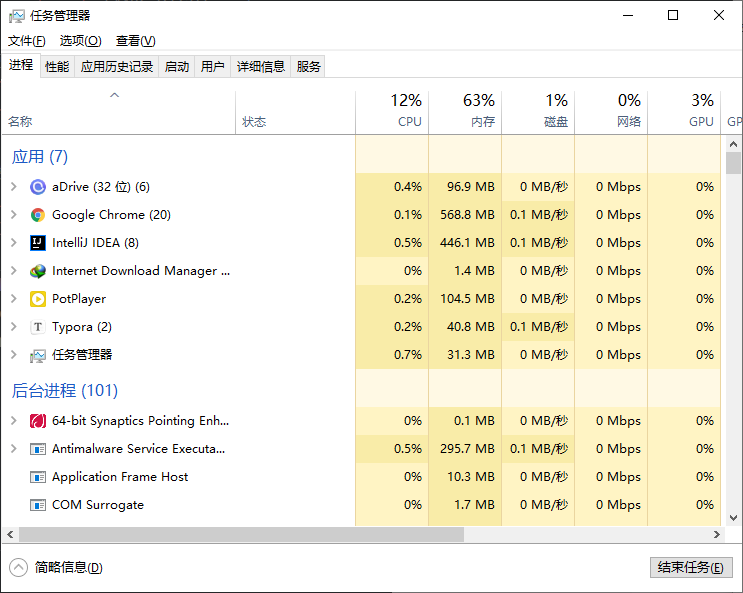 任务管理器
文件(F) 选项(O) 查看(V)
进程 性能 应用历史记录 启动 用户 详细信息 服务
12% 63% 1% 0% 3%
名称 状态 CPU 内存 磁盘 网络 GPU GP
应用 (7)
aDrive (32 位) (6) 0.4% 96.9 MB 0 MB/秒 0 Mbps 0%
Google Chrome (20) 0.1% 568.8 MB 0.1 MB/秒 0 Mbps 0%
IntelliJ IDEA (8) 0.5% 446.1 MB 0.1 MB/秒 0 Mbps 0%
Internet Download Manager ... 0% 1.4 MB 0 MB/秒 0 Mbps 0%
PotPlayer 0.2% 104.5 MB 0 MB/秒 0 Mbps 0%
T Typora (2) 0.2% 40.8 MB 0.1 MB/秒 0 Mbps 0%
任务管理器 0.7% 31.3 MB 0 MB/秒 0 Mbps 0%
后台进程 (101)
64-bit Synaptics Pointing Enh... 0% 0.1 MB 0 MB/秒 0 Mbps 0%
Antimalware Service Executa... 0.5% 295.7 MB 0.1 MB/秒 0 Mbps 0%
Application Frame Host 0% 10.3 MB 0 MB/秒 0 Mbps 0%
COM Surrogate 0% 1.7 MB 0 MB/秒 0 Mbps 0%
简略信息(D) 结束任务(E)